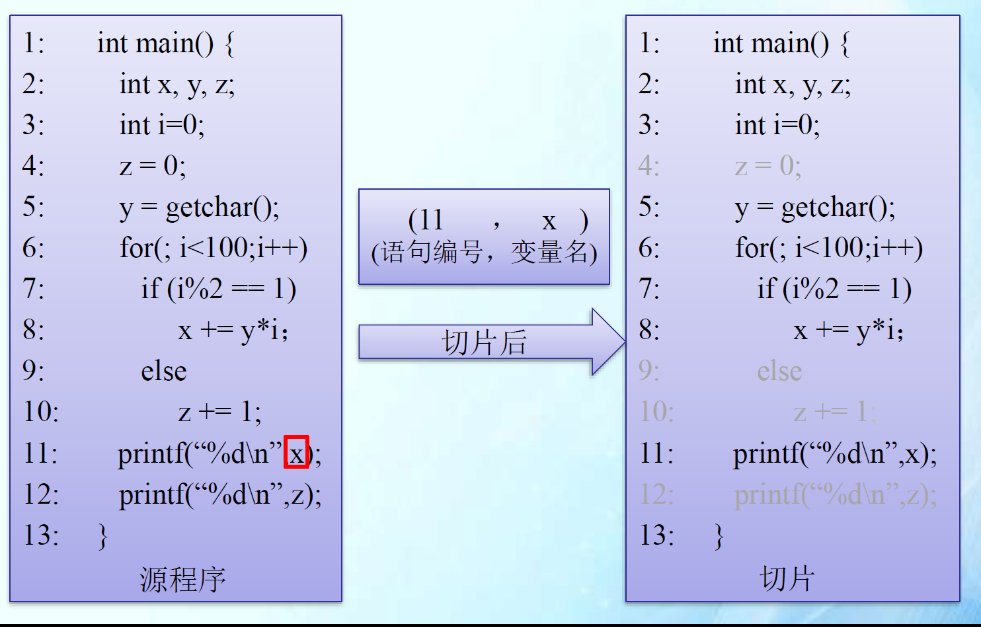 1: int main() {
2: int x, y, z;
3: int i=0;
4: z = 0;
5: y = getchar();
6: for(; i<100;i++)
7: if (i%2 == 1)
8: x += y*i；
9: else
10: z += 1;
11: printf(“%d\n”,x);
12: printf(“%d\n”,z);
13: }
源程序
(11 ， x )
(语句编号，变量名)
切片后
1: int main() {
2: int x, y, z;
3: int i=0;
4: z = 0;
5: y = getchar();
6: for(; i<100;i++)
7: if (i%2 == 1)
8: x += y*i；
9: else
10: z += 1;
11: printf(“%d\n”,x);
12: printf(“%d\n”,z);
13: }
切片